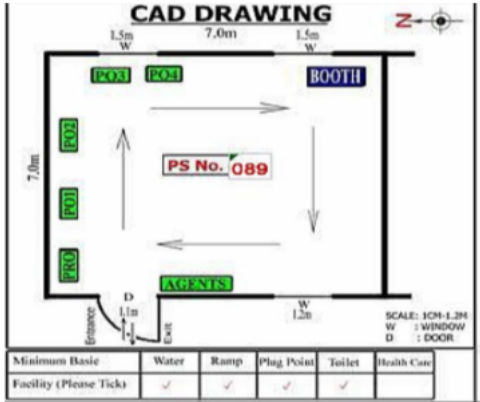 CAD DRAWING
N
1.5m 7.0m 1.5m
W W
PO3 PO4 BOOTH
PO2
7.0m
PS No. 089
PO1
PRO
AGENTS
D
1.1m
Entrance
Exit
W
1.2m
SCALE: 1CM-1.2M
W : WINDOW
D : DOOR
Minimum Basic Water Ramp Plug Point Toilet Health Care
Facility (Please Tick) ✓ ✓ ✓ ✓